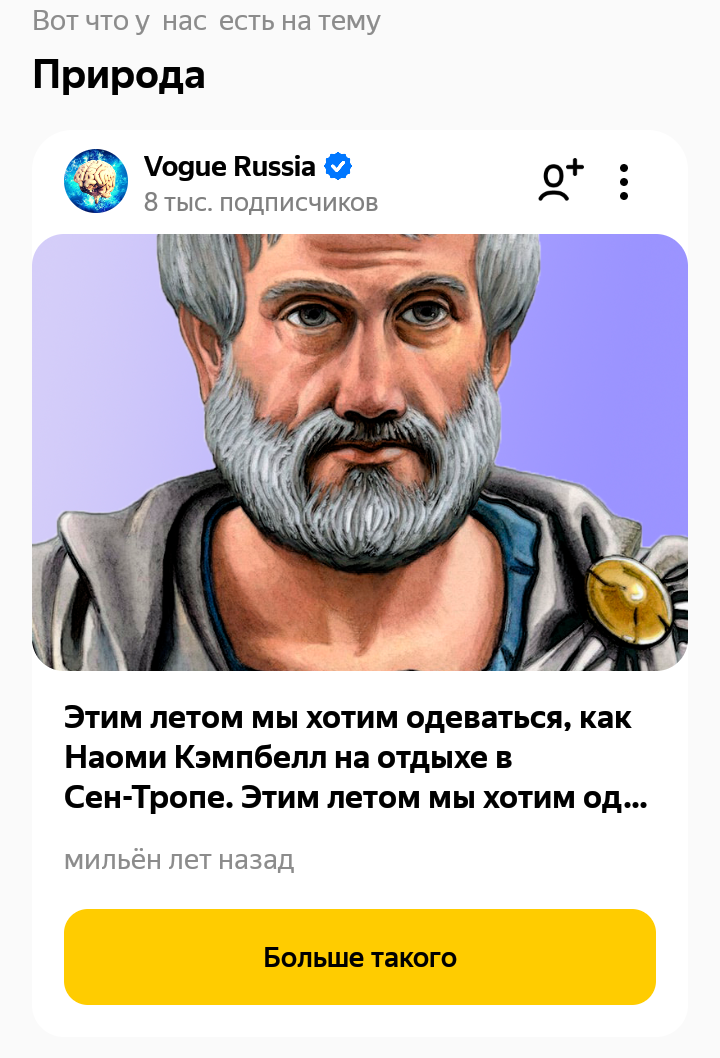 Вот что у нас есть на тему
Природа
Vogue Russia
8 тыс. подписчиков
Этим летом мы хотим одеваться, как
Наоми Кэмпбелл на отдыхе в
Сен-Тропе. Этим летом мы хотим од...
мильён лет назад
Больше такого